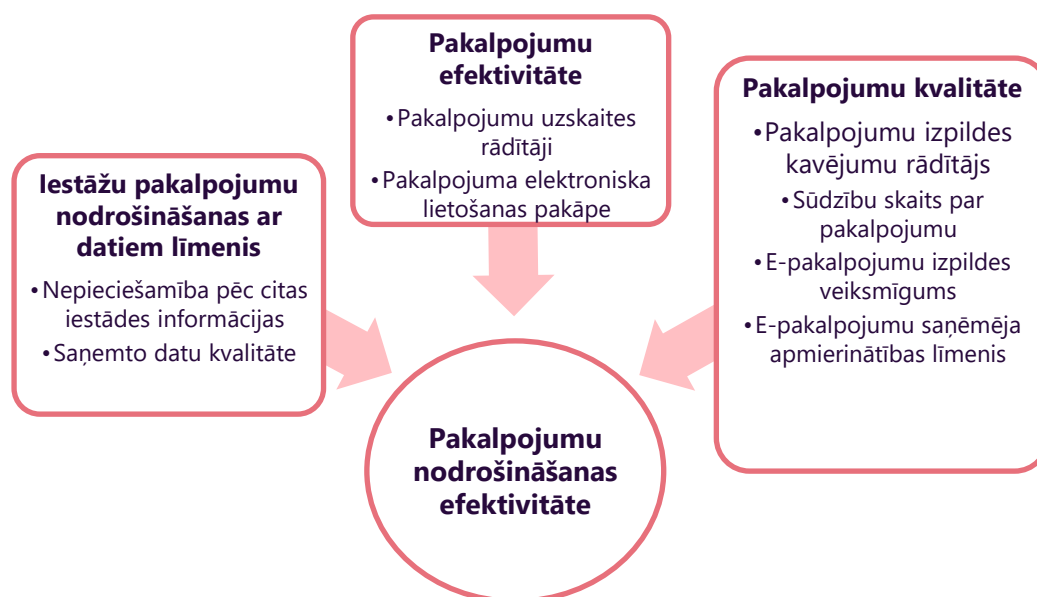 Iestāžu pakalpojumu
nodrošināšanas ar
datiem līmenis
•Nepieciešamība pēc citas
iestādes informācijas
•Saņemto datu kvalitāte
Pakalpojumu
efektivitāte
•Pakalpojumu uzskaites
rādītāji
•Pakalpojuma elektroniska
lietošanas pakāpe
Pakalpojumu kvalitāte
•Pakalpojumu izpildes
kavējumu rādītājs
•Sūdzību skaits par
pakalpojumu
•E-pakalpojumu izpildes
veiksmīgums
•E-pakalpojumu saņēmēja
apmierinātības līmenis
Pakalpojumu
nodrošināšanas
efektivitāte